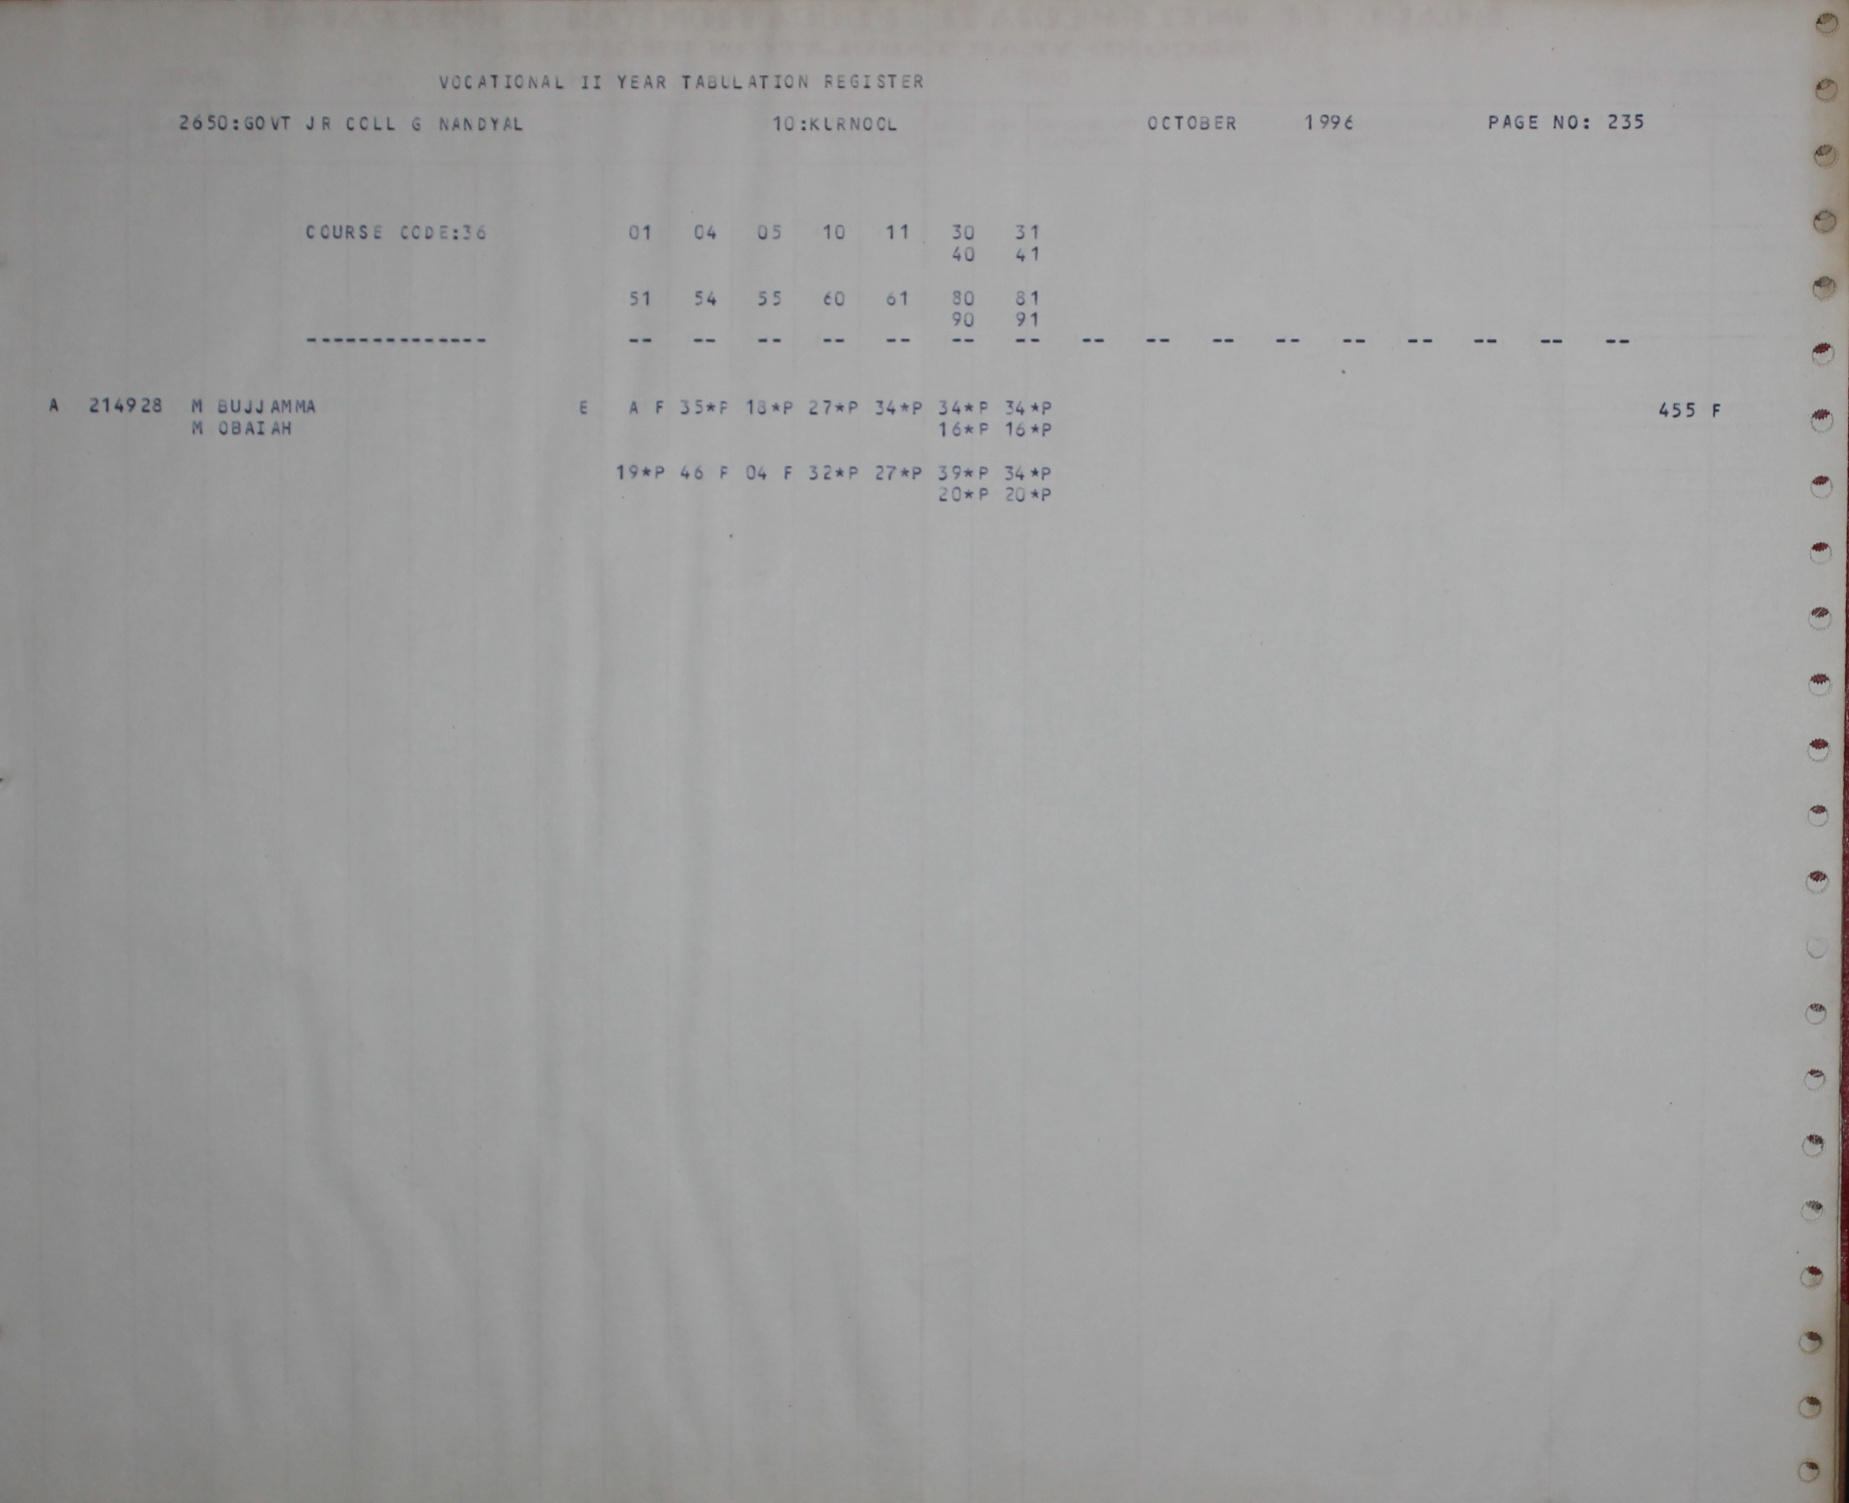 VOCATIONAL II YEAR TABULATION REGISTER
2650:GOVT JR COLL G NANDYAL 10:KURNOOL OCTOBER 1996 PAGE NO: 235
COURSE CODE:36 01 04 05 10 11 30 31
40 41
51 54 55 60 61 80 81
90 91
-------------- -- -- -- -- -- -- -- -- -- -- -- -- -- -- -- --
A 214928 M BUJJAMMA E A F 35*P 18*P 27*P 34*P 34*P 34*P 455 F
M OBAIAH 16*P 16*P
19*P 46 F 04 F 32*P 27*P 39*P 34*P
20*P 20*P